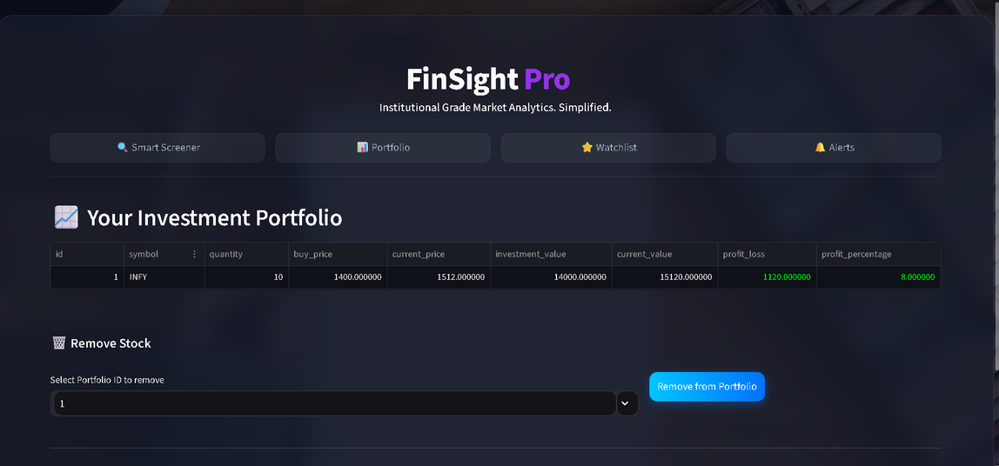 FinSight Pro
Institutional Grade Market Analytics. Simplified.
🔍 Smart Screener
📊 Portfolio
⭐ Watchlist
🔔 Alerts
📈 Your Investment Portfolio
id symbol quantity buy_price current_price investment_value current_value profit_loss profit_percentage
1 INFY 10 1400.000000 1512.000000 14000.000000 15120.000000 1120.000000 8.000000
🗑️ Remove Stock
Select Portfolio ID to remove
1
Remove from Portfolio